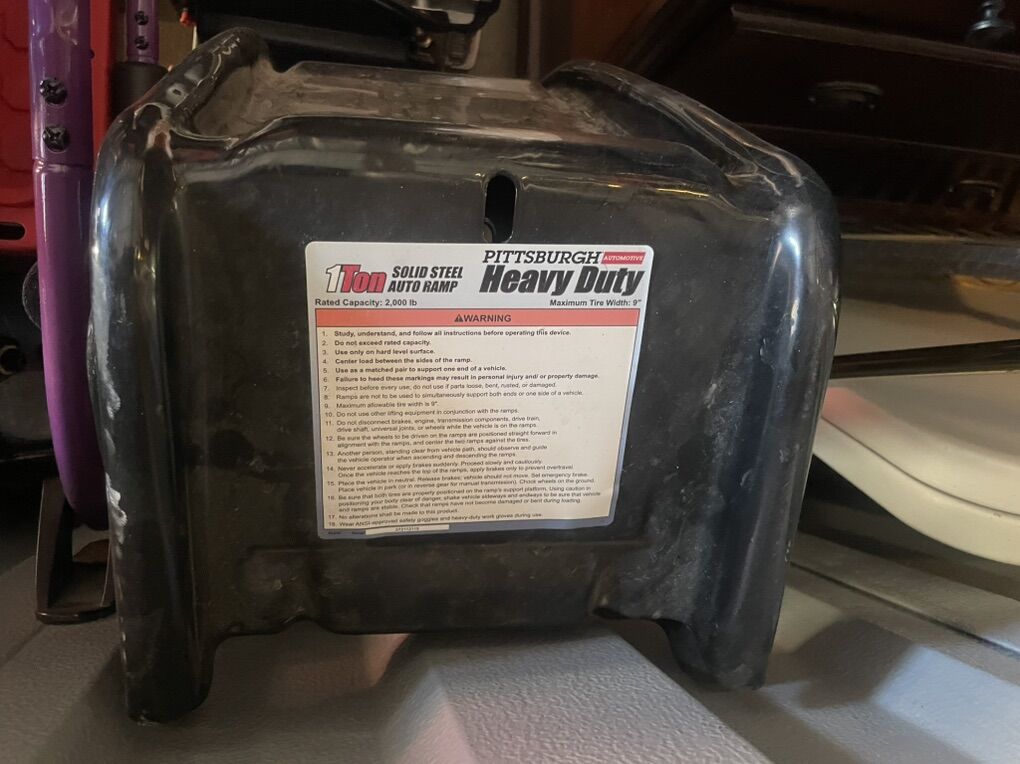 PITTSBURGH AUTOMOTIVE
1Ton SOLID STEEL AUTO RAMP Heavy Duty
Rated Capacity: 2,000 lb Maximum Tire Width: 9"
WARNING
1. Study, understand, and follow all instructions before operating this device.
2. Do not exceed rated capacity.
3. Use only on hard level surface.
4. Center load between the sides of the ramp.
5. Use as a matched pair to support one end of a vehicle.
6. Failure to heed these markings may result in personal injury and/ or property damage.
7. Inspect before every use; do not use if parts loose, bent, rusted, or damaged.
8. Ramps are not to be used to simultaneously support both ends or one side of a vehicle.
9. Maximum allowable tire width is 9".
10. Do not use other lifting equipment in conjunction with the ramps.
11. Do not disconnect brakes, engine, transmission components, drive train,
drive shaft, universal joints, or wheels while the vehicle is on the ramps.
12. Be sure the wheels to be driven on the ramps are positioned straight forward in
alignment with the ramps, and center the two ramps against the tires.
13. Another person, standing clear from vehicle path, should observe and guide
the vehicle operator when ascending and descending the ramps.
14. Never accelerate or apply brakes suddenly. Proceed slowly and cautiously.
Once the vehicle reaches the top of the ramps, apply brakes only to prevent overtravel.
15. Place the vehicle in neutral. Release brakes; vehicle should not move. Set emergency brake.
Place vehicle in park (or in reverse gear for manual transmission). Chock wheels on the ground.
16. Be sure that both tires are properly positioned on the ramp's support platform. Using caution in
positioning your body clear of danger, shake vehicle sideways and endways to be sure that vehicle
and ramps are stable. Check that ramps have not become damaged or bent during loading.
17. No alterations shall be made to this product.
18. Wear ANSI-approved safety goggles and heavy-duty work gloves during use.